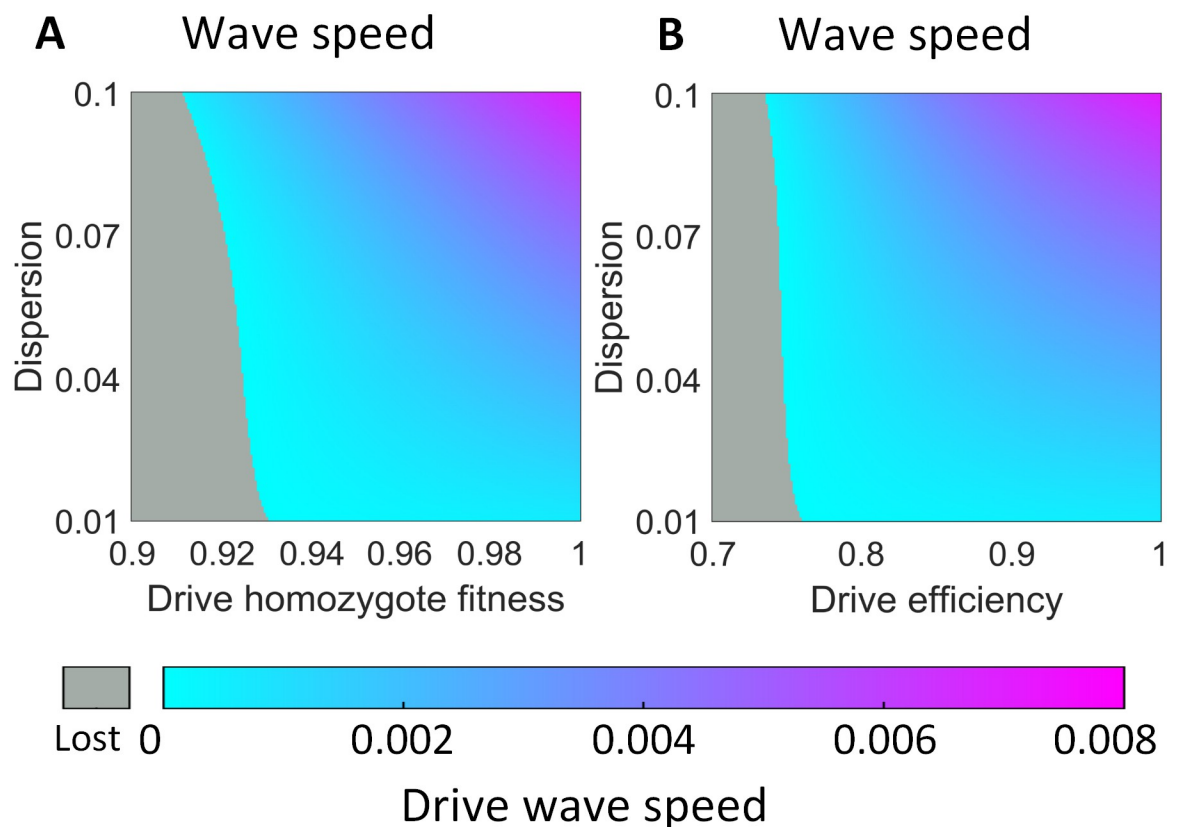 A Wave speed
B Wave speed
Dispersion
0.1
0.07
0.04
0.01
0.9 0.92 0.94 0.96 0.98 1
Drive homozygote fitness
Dispersion
0.1
0.07
0.04
0.01
0.7 0.8 0.9 1
Drive efficiency
Lost 0 0.002 0.004 0.006 0.008
Drive wave speed